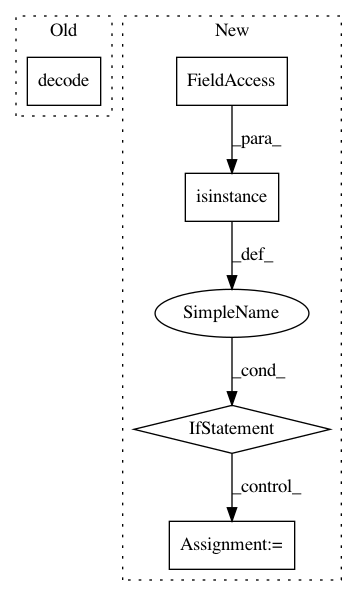 Old
New
decode
FieldAccess
_para_
isinstance
_def_
SimpleName
_cond_
IfStatement
_control_
Assignment:=